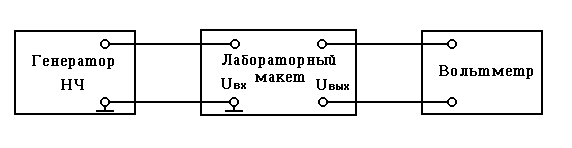 Генератор
НЧ
Лабораторный
макет
Uвх
Uвых
Вольтметр